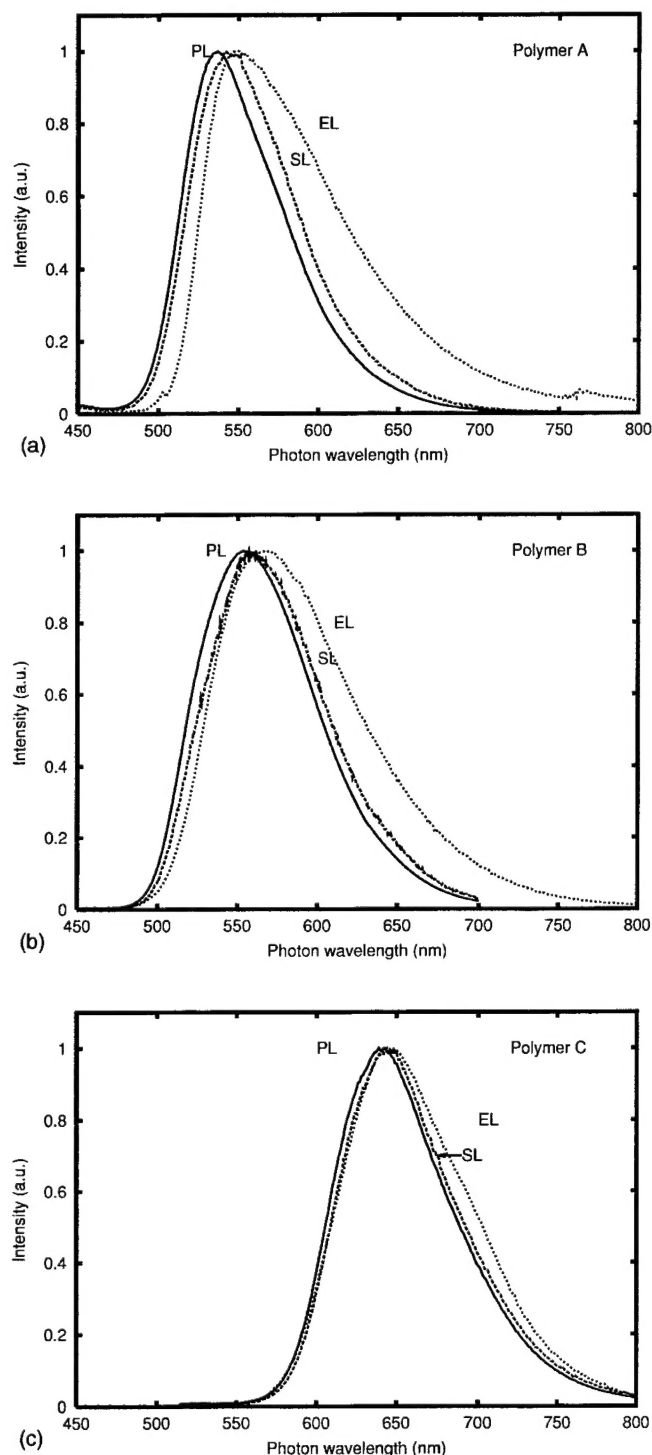 PL
Polymer A
EL
SL
Intensity (a.u.)
1
0.8
0.6
0.4
0.2
0
450 500 550 600 650 700 750 800
(a)
Photon wavelength (nm)
PL
Polymer B
EL
SL
Intensity (a.u.)
1
0.8
0.6
0.4
0.2
0
450 500 550 600 650 700 750 800
(b)
Photon wavelength (nm)
PL
Polymer C
EL
SL
Intensity (a.u.)
1
0.8
0.6
0.4
0.2
0
450 500 550 600 650 700 750 800
(c)
Photon wavelength (nm)